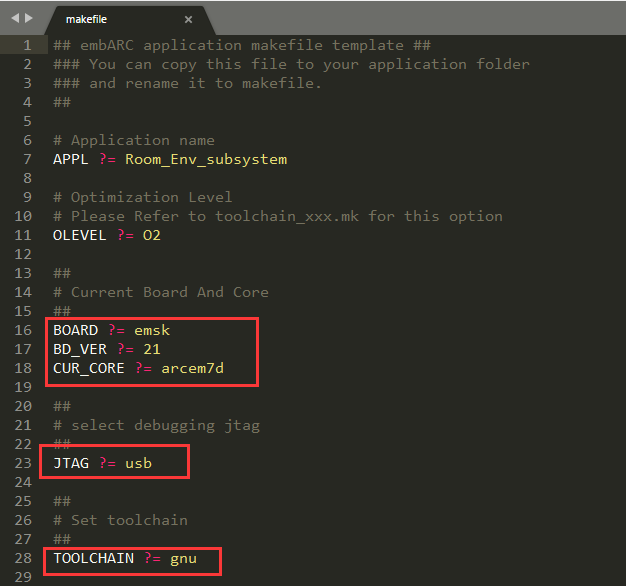 makefile
1 ## embARC application makefile template ##
2 ### You can copy this file to your application folder
3 ### and rename it to makefile.
4 ##
5
6 # Application name
7 APPL ?= Room_Env_subsystem
8
9 # Optimization Level
10 # Please Refer to toolchain_xxx.mk for this option
11 OLEVEL ?= O2
12
13 ##
14 # Current Board And Core
15 ##
16 BOARD ?= emsk
17 BD_VER ?= 21
18 CUR_CORE ?= arcem7d
19
20 ##
21 # select debugging jtag
22 ##
23 JTAG ?= usb
24
25 ##
26 # Set toolchain
27 ##
28 TOOLCHAIN ?= gnu
29